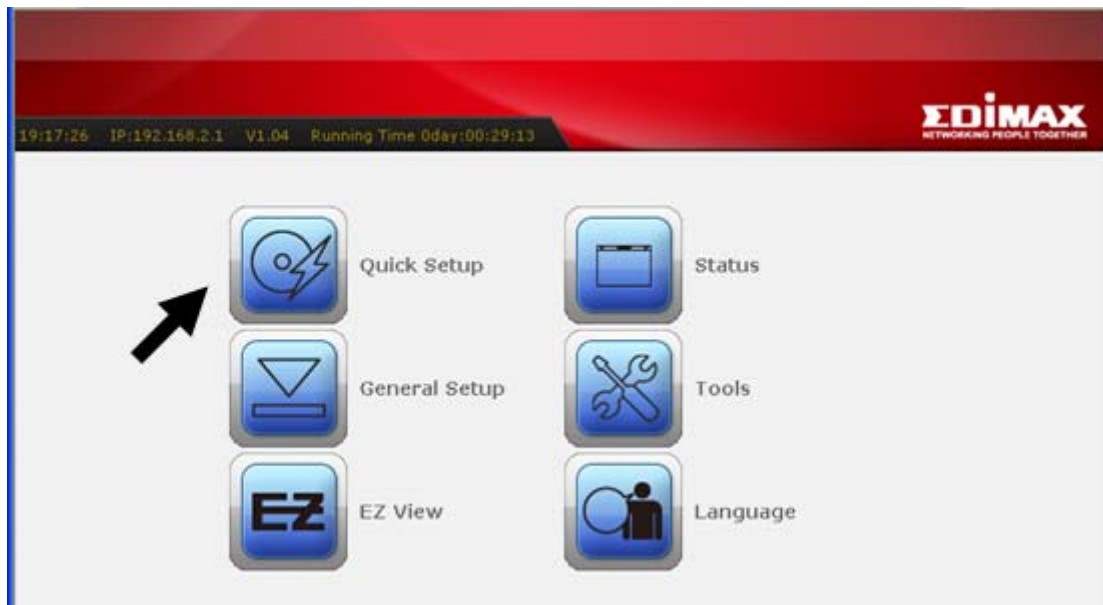 EDIMAX
NETWORKING PEOPLE TOGETHER
19:17:26 IP:192.168.2.1 V1.04 Running Time 0day:00:29:13
Quick Setup
Status
General Setup
Tools
EZ
EZ View
Language